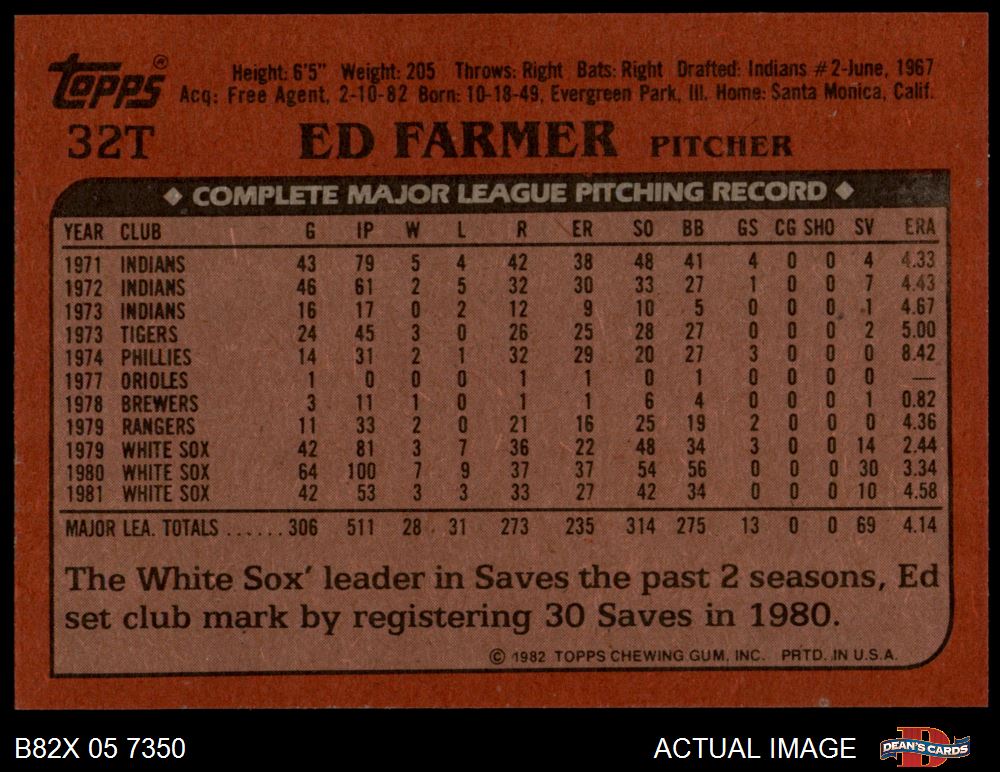 TOPPS®
Height: 6'5" Weight: 205 Throws: Right Bats: Right Drafted: Indians #2-June, 1967
Acq: Free Agent, 2-10-82 Born: 10-18-49, Evergreen Park, Ill. Home: Santa Monica, Calif.
32T ED FARMER PITCHER
◆ COMPLETE MAJOR LEAGUE PITCHING RECORD ◆
YEAR CLUB G IP W L R ER SO BB GS CG SHO SV ERA
1971 INDIANS 43 79 5 4 42 38 48 41 4 0 0 4 4.33
1972 INDIANS 46 61 2 5 32 30 33 27 1 0 0 7 4.43
1973 INDIANS 16 17 0 2 12 9 10 5 0 0 0 1 4.67
1973 TIGERS 24 45 3 0 26 25 28 27 0 0 0 2 5.00
1974 PHILLIES 14 31 2 1 32 29 20 27 3 0 0 0 8.42
1977 ORIOLES 1 0 0 0 1 1 0 1 0 0 0 0 —
1978 BREWERS 3 11 1 0 1 1 6 4 0 0 0 1 0.82
1979 RANGERS 11 33 2 0 21 16 25 19 2 0 0 0 4.36
1979 WHITE SOX 42 81 3 7 36 22 48 34 3 0 0 14 2.44
1980 WHITE SOX 64 100 7 9 37 37 54 56 0 0 0 30 3.34
1981 WHITE SOX 42 53 3 3 33 27 42 34 0 0 0 10 4.58
MAJOR LEA. TOTALS ...... 306 511 28 31 273 235 314 275 13 0 0 69 4.14
The White Sox' leader in Saves the past 2 seasons, Ed
set club mark by registering 30 Saves in 1980.
© 1982 TOPPS CHEWING GUM, INC. PRTD. IN U.S.A.
B82X 05 7350 ACTUAL IMAGE DEAN'S CARDS